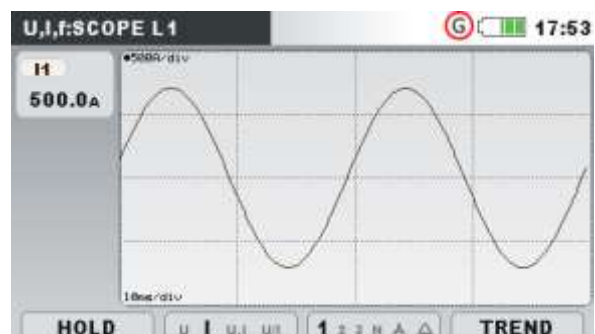 U,I,f:SCOPE L1
G 17:53
I1
500.0A
500A/div
10ms/div
HOLD
U I U,I U/I
1 2 3 N
TREND